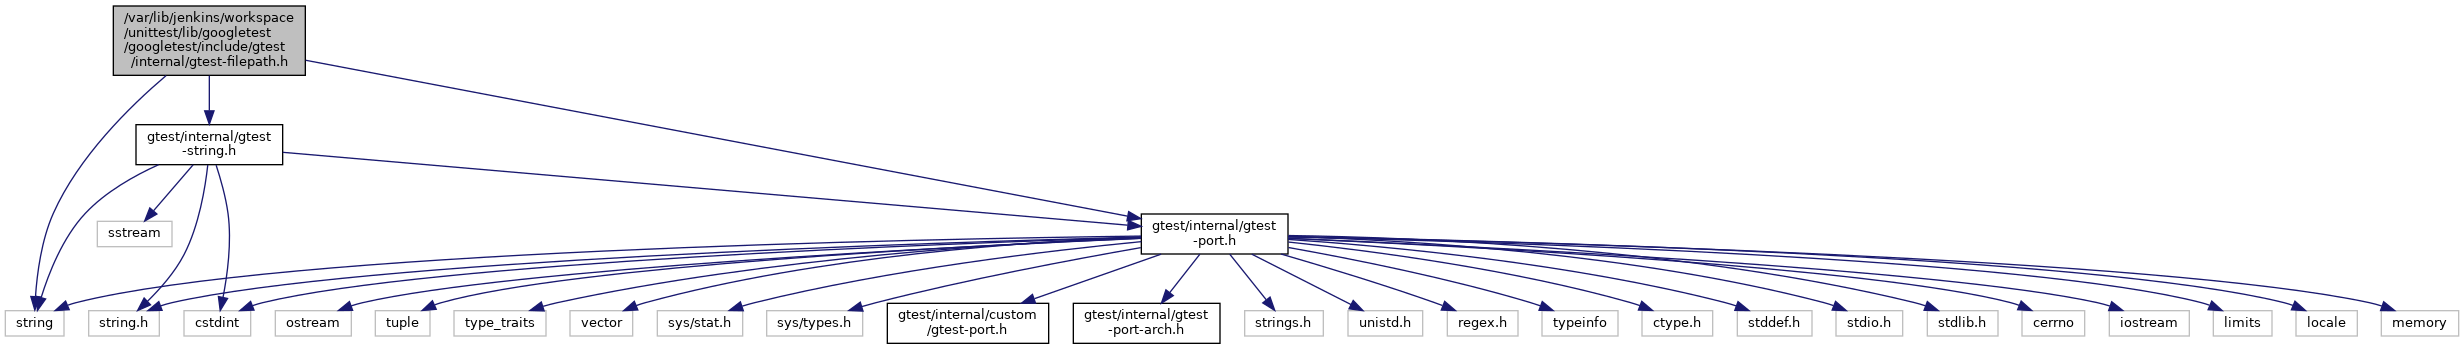 /var/lib/jenkins/workspace
/unittest/lib/googletest
/googletest/include/gtest
/internal/gtest-filepath.h
gtest/internal/gtest
-string.h
sstream
gtest/internal/gtest
-port.h
string
string.h
cstdint
ostream
tuple
type_traits
vector
sys/stat.h
sys/types.h
gtest/internal/custom
/gtest-port.h
gtest/internal/gtest
-port-arch.h
strings.h
unistd.h
regex.h
typeinfo
ctype.h
stddef.h
stdio.h
stdlib.h
cerrno
iostream
limits
locale
memory